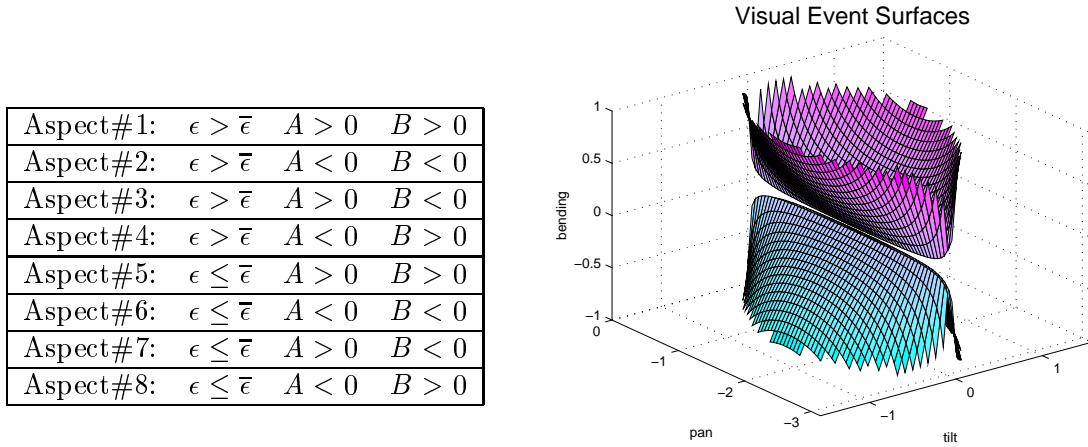 Aspect#1: ϵ > ϵ̅ A > 0 B > 0
Aspect#2: ϵ > ϵ̅ A < 0 B < 0
Aspect#3: ϵ > ϵ̅ A > 0 B < 0
Aspect#4: ϵ > ϵ̅ A < 0 B > 0
Aspect#5: ϵ ≤ ϵ̅ A > 0 B > 0
Aspect#6: ϵ ≤ ϵ̅ A < 0 B < 0
Aspect#7: ϵ ≤ ϵ̅ A > 0 B < 0
Aspect#8: ϵ ≤ ϵ̅ A < 0 B > 0
Visual Event Surfaces
1
0.5
0
−0.5
−1
bending
0
−1
−2
−3
pan
−1
0
1
tilt